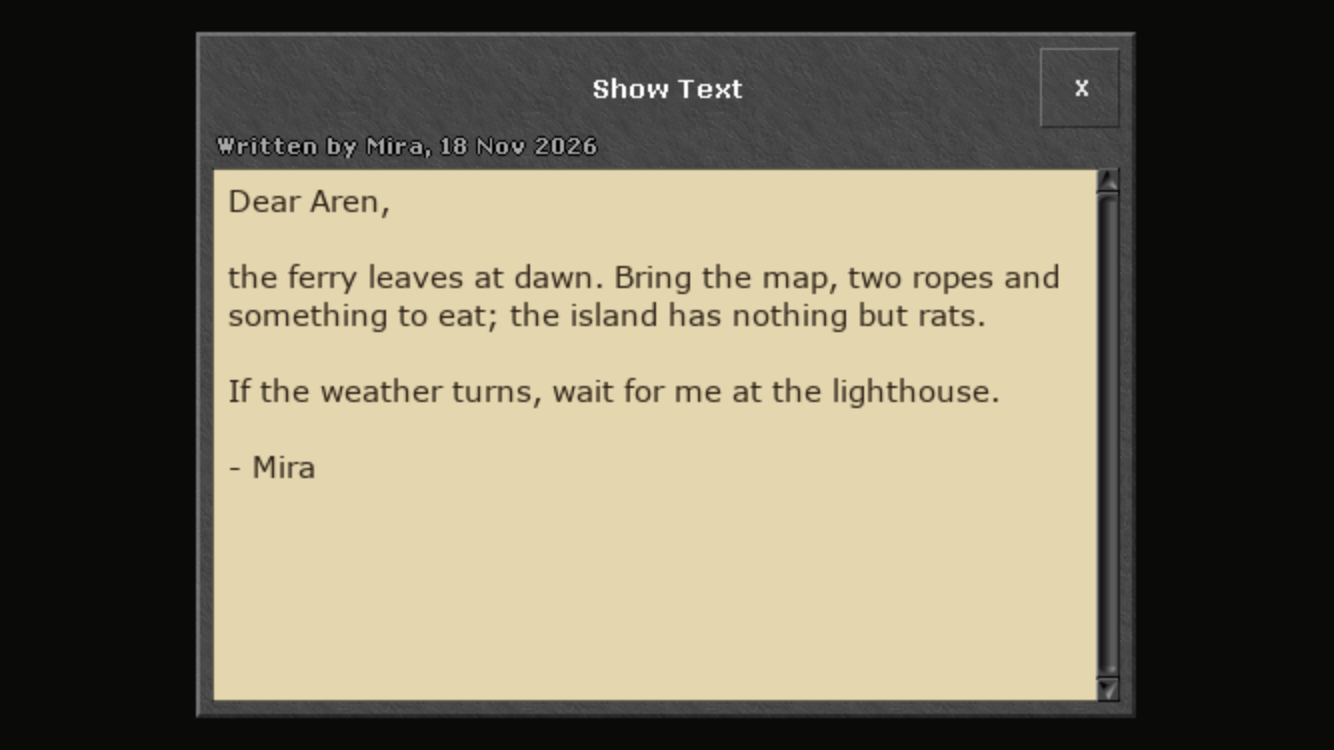 Show Text
x
Written by Mira, 18 Nov 2026
Dear Aren,
the ferry leaves at dawn. Bring the map, two ropes and
something to eat; the island has nothing but rats.
If the weather turns, wait for me at the lighthouse.
- Mira